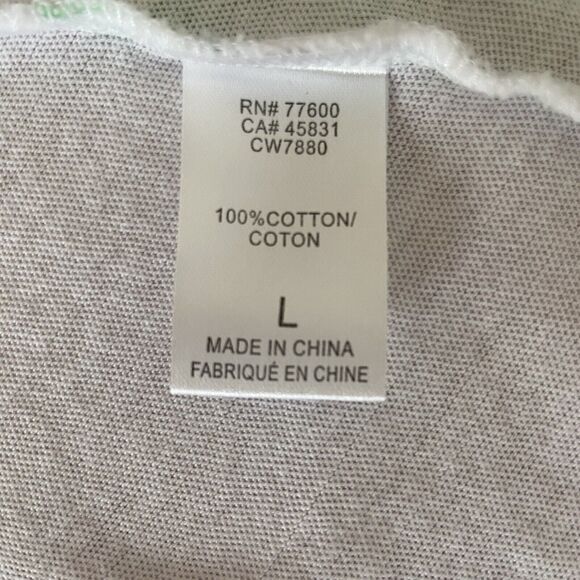 RN# 77600
CA# 45831
CW7880
100%COTTON/
COTON
L
MADE IN CHINA
FABRIQUÉ EN CHINE